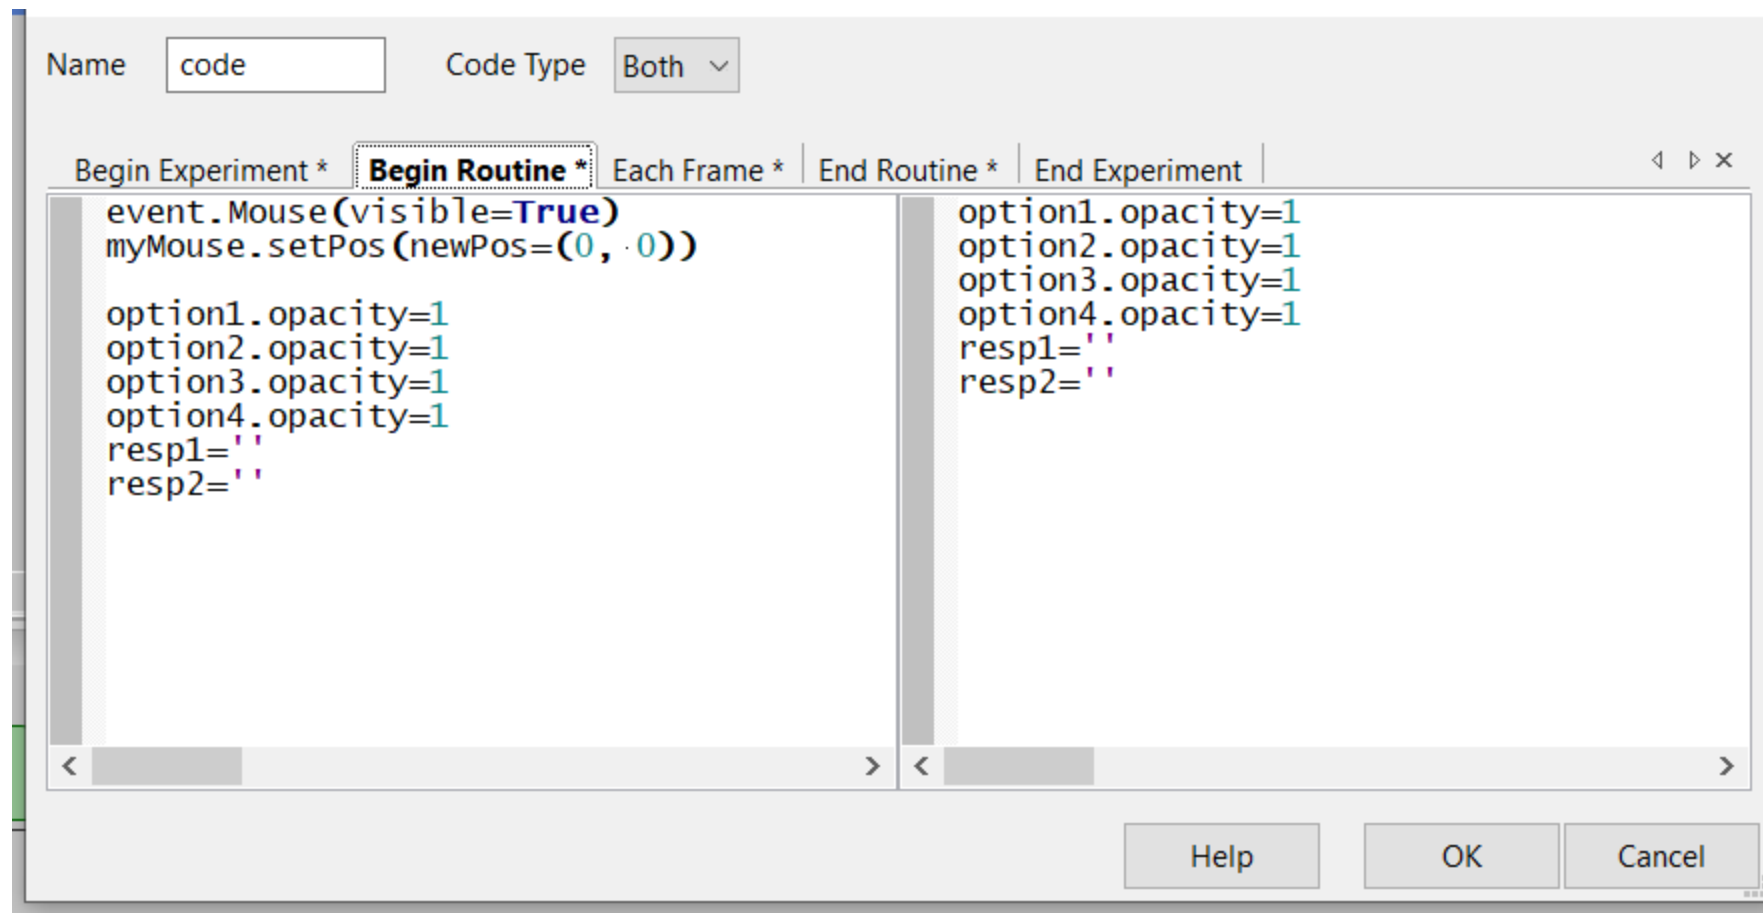 Name code Code Type Both
Begin Experiment * Begin Routine * Each Frame * End Routine * End Experiment
event.Mouse(visible=True)
myMouse.setPos(newPos=(0, 0))
option1.opacity=1
option2.opacity=1
option3.opacity=1
option4.opacity=1
resp1=''
resp2=''
option1.opacity=1
option2.opacity=1
option3.opacity=1
option4.opacity=1
resp1=''
resp2=''
Help OK Cancel